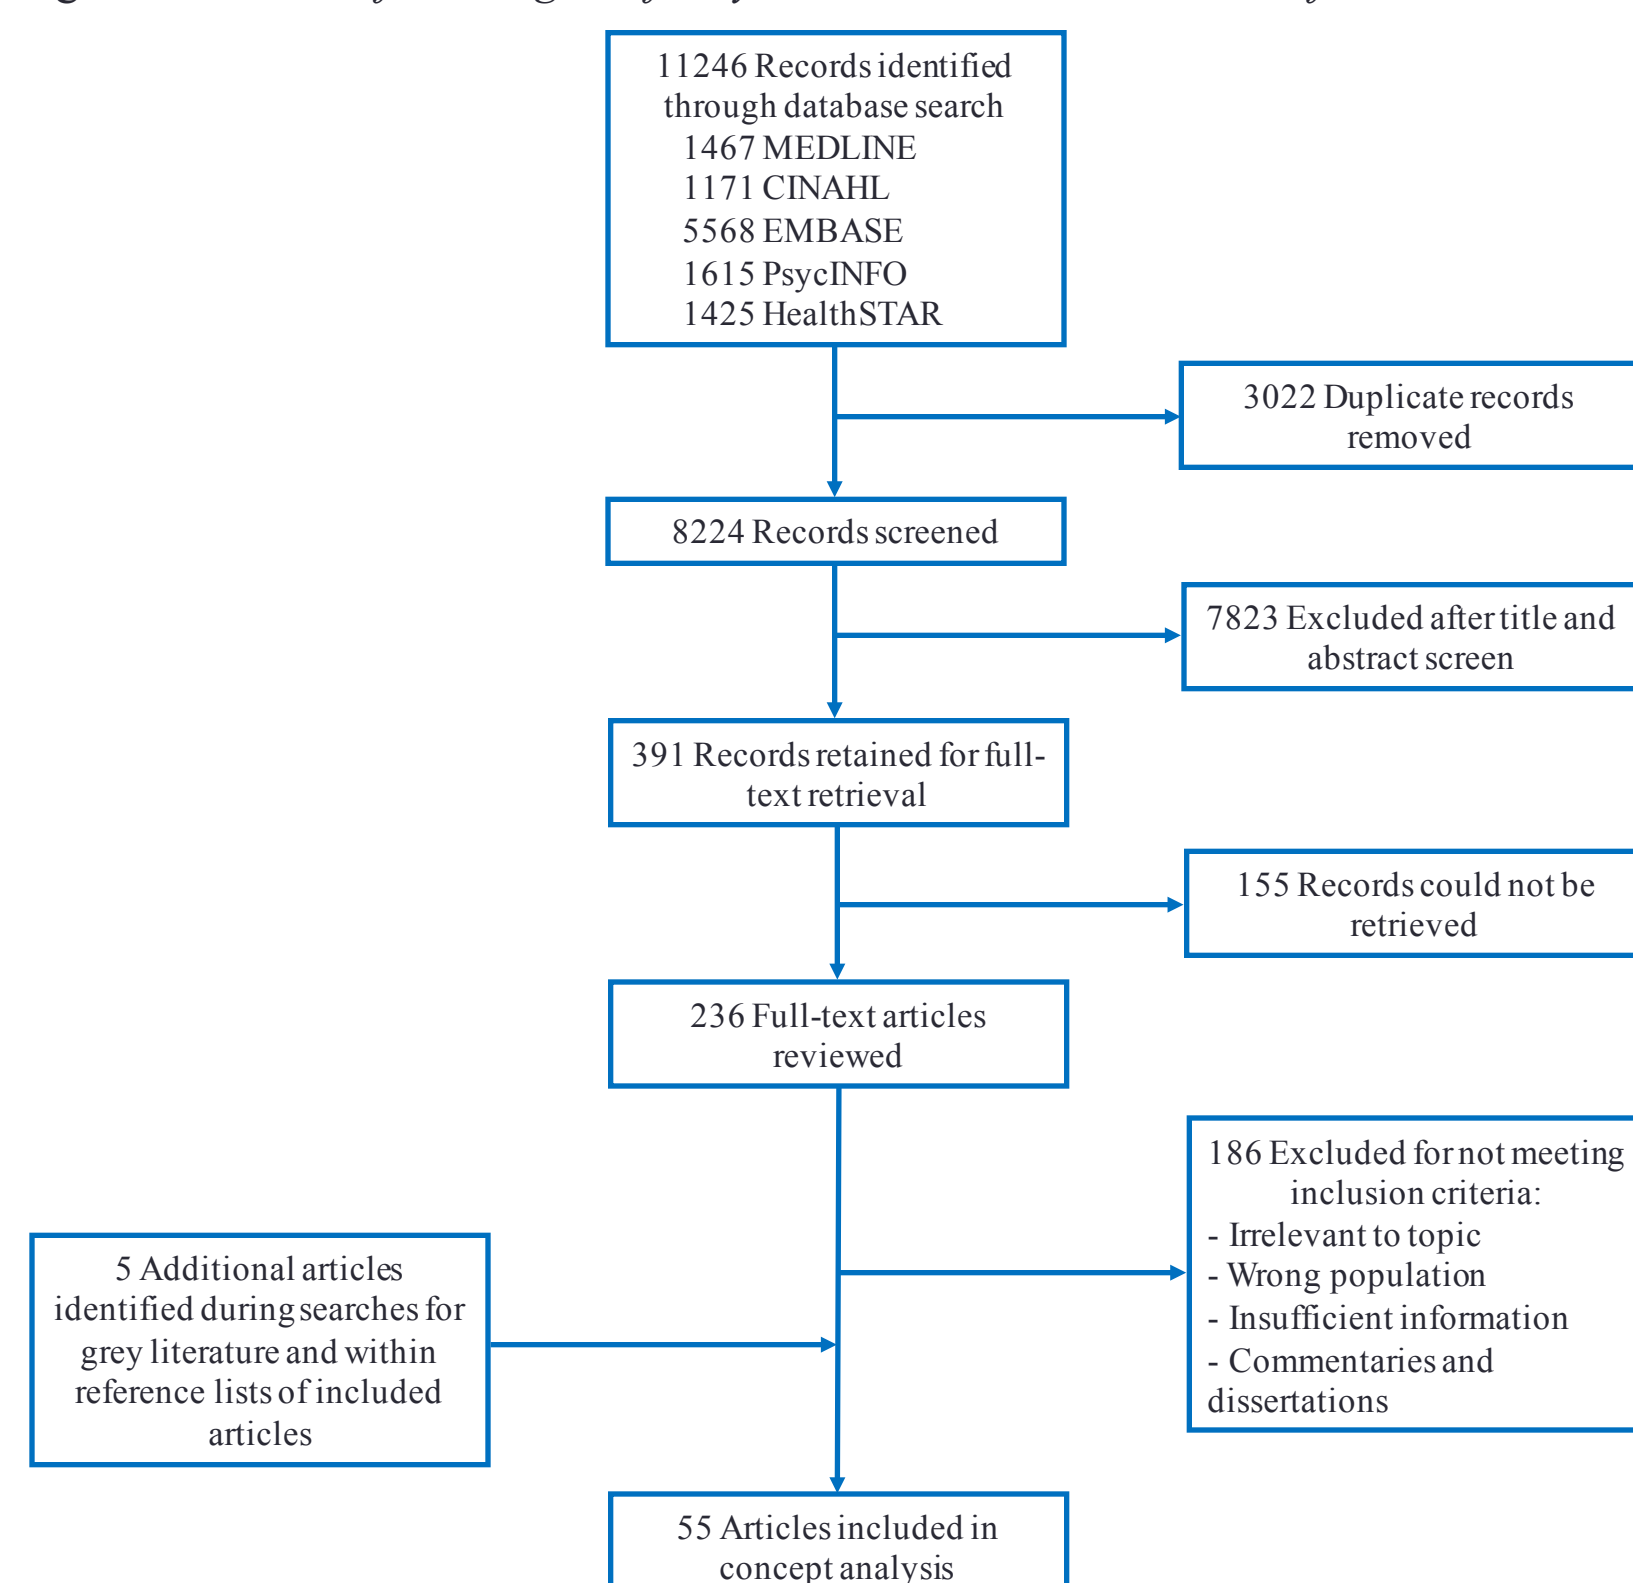 11246 Records identified
through database search
1467 MEDLINE
1171 CINAHL
5568 EMBASE
1615 PsycINFO
1425 HealthSTAR
3022 Duplicate records
removed
8224 Records screened
7823 Excluded after title and
abstract screen
391 Records retained for full-
text retrieval
155 Records could not be
retrieved
236 Full-text articles
reviewed
186 Excluded for not meeting
inclusion criteria:
- Irrelevant to topic
- Wrong population
- Insufficient information
- Commentaries and
dissertations
5 Additional articles
identified during searches for
grey literature and within
reference lists of included
articles
55 Articles included in
concept analysis